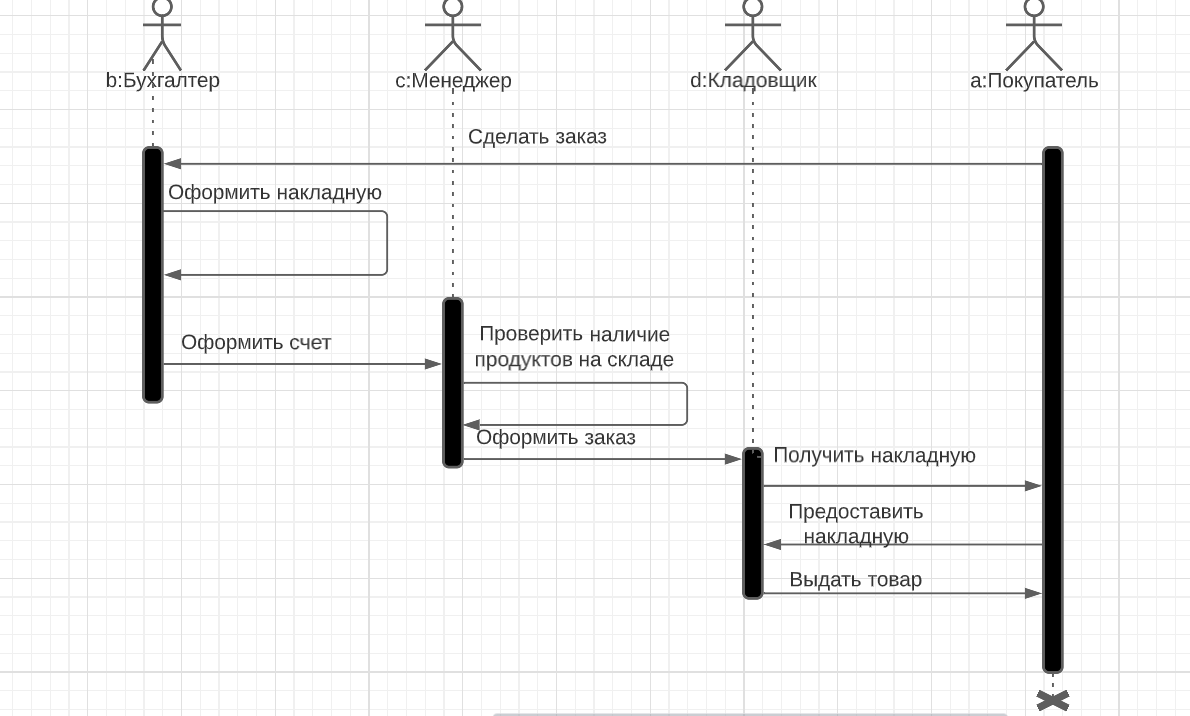 b:Бухгалтер
c:Менеджер
d:Кладовщик
a:Покупатель
Сделать заказ
Оформить накладную
Оформить счет
Проверить наличие
продуктов на складе
Оформить заказ
Получить накладную
Предоставить
накладную
Выдать товар